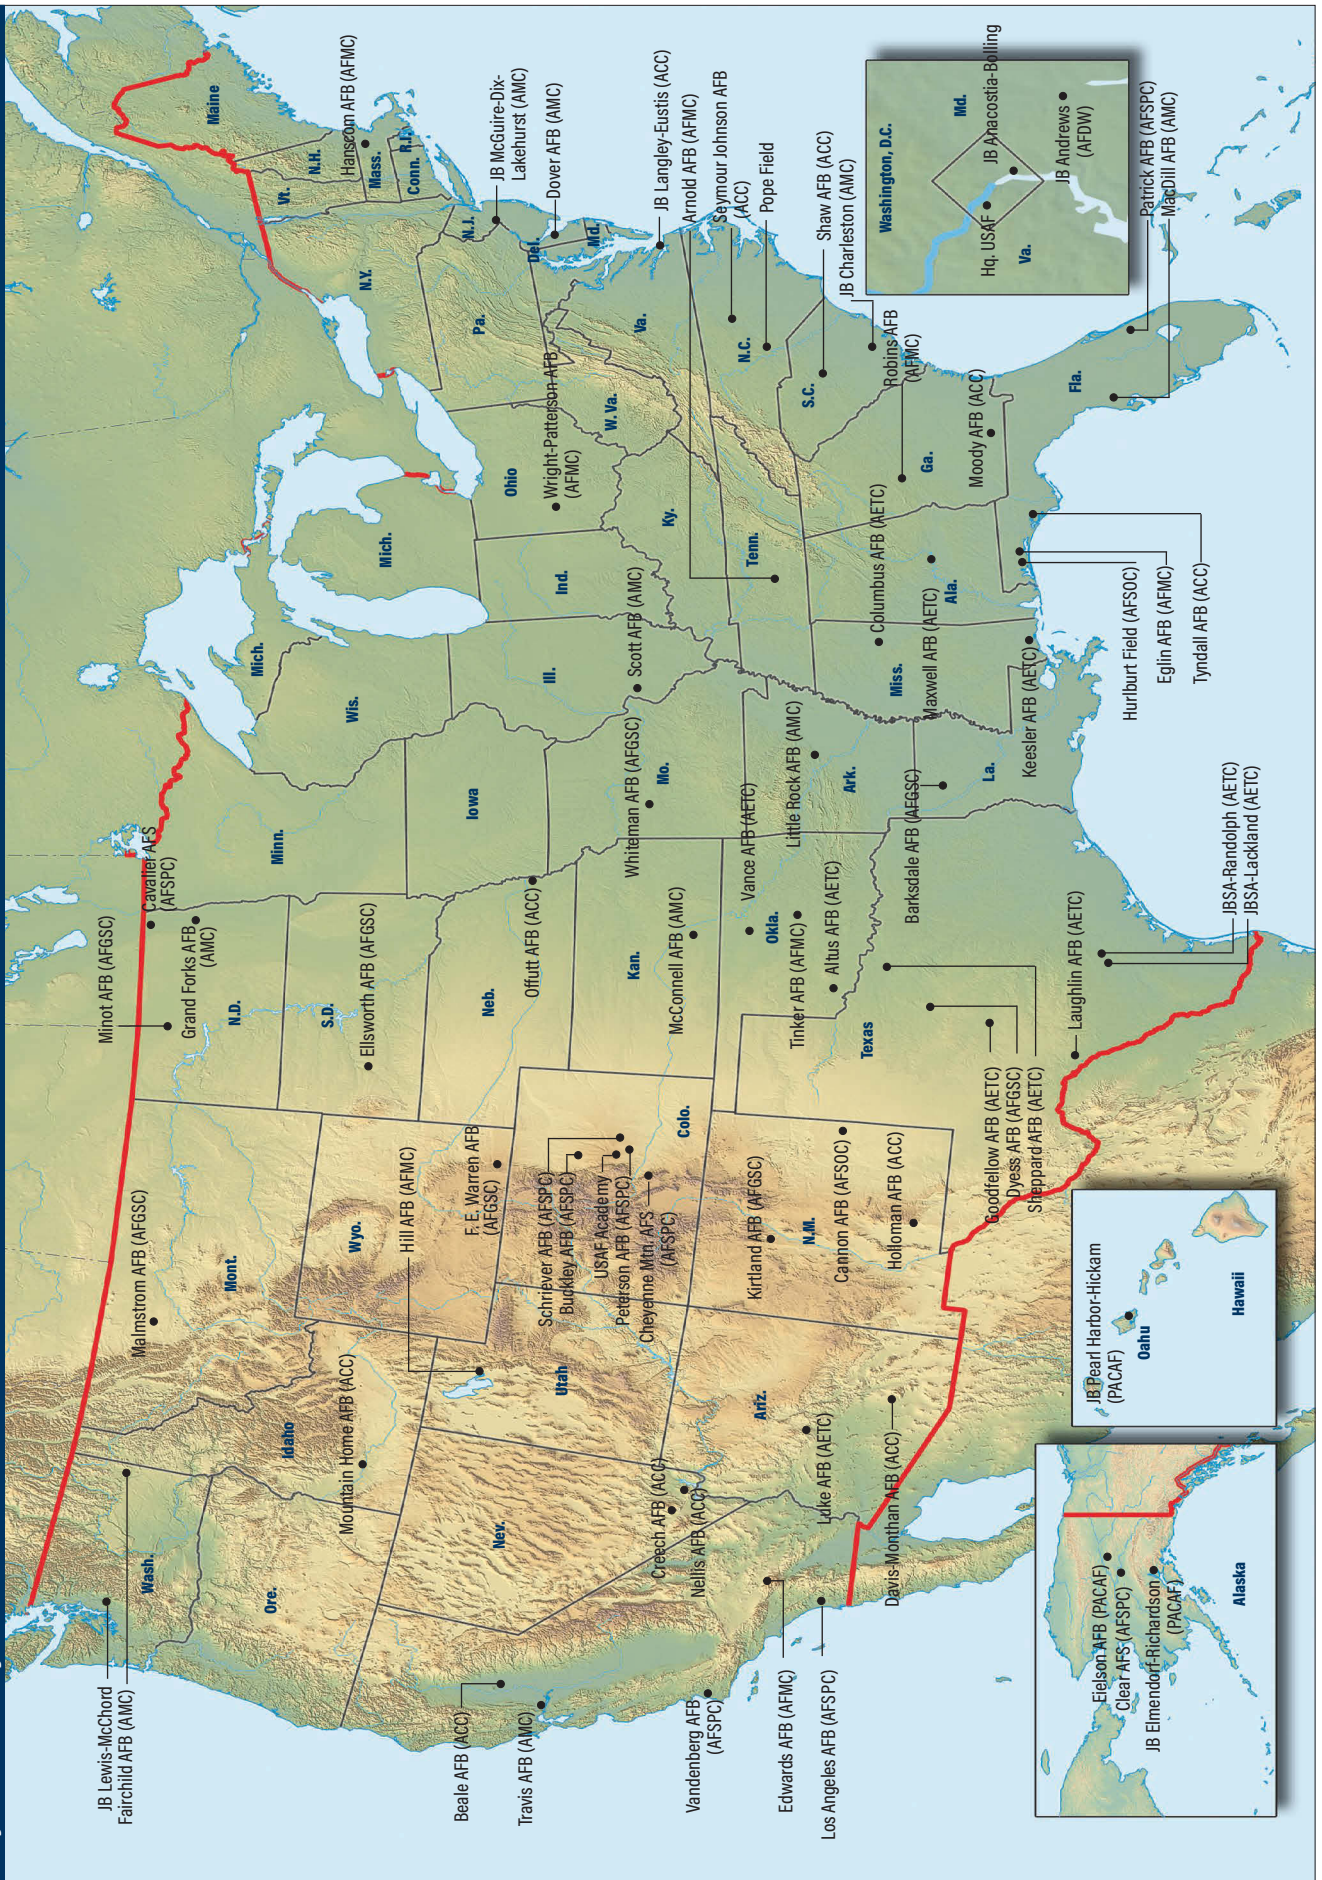 JB Lewis-McChord
Fairchild AFB (AMC)
Wash.
Ore.
Idaho
Mountain Home AFB (ACC)
Malmstrom AFB (AFGSC)
Mont.
Wyo.
Hill AFB (AFMC)
F. E. Warren AFB
(AFGSC)
Minot AFB (AFGSC)
Cavalier AFS
(AFSPC)
Grand Forks AFB
(AMC)
N.D.
S.D.
Ellsworth AFB (AFGSC)
Neb.
Offutt AFB (ACC)
Minn.
Iowa
Wis.
Mich.
Mich.
Ill.
Scott AFB (AMC)
Ind.
Ohio
Wright-Patterson AFB
(AFMC)
Pa.
N.Y.
Vt.
N.H.
Maine
Hanscom AFB (AFMC)
Mass.
Conn.
R.I.
N.J.
JB McGuire-Dix-
Lakehurst (AMC)
Del.
Dover AFB (AMC)
Md.
JB Langley-Eustis (ACC)
Arnold AFB (AFMC)
Seymour Johnson AFB
(ACC)
Pope Field
Shaw AFB (ACC)
JB Charleston (AMC)
Va.
W. Va.
Ky.
Tenn.
N.C.
S.C.
Robins AFB
(AFMC)
Ga.
Moody AFB (ACC)
Fla.
Patrick AFB (AFSPC)
MacDill AFB (AMC)
Columbus AFB (AETC)
Ala.
Miss.
Maxwell AFB (AETC)
Keesler AFB (AETC)
Hurlburt Field (AFSOC)
Eglin AFB (AFMC)
Tyndall AFB (ACC)
Beale AFB (ACC)
Travis AFB (AMC)
Vandenberg AFB
(AFSPC)
Edwards AFB (AFMC)
Los Angeles AFB (AFSPC)
Nev.
Creech AFB (ACC)
Nellis AFB (ACC)
Utah
Ariz.
Luke AFB (AETC)
Davis-Monthan AFB (ACC)
Schriever AFB (AFSPC)
Buckley AFB (AFSPC)
USAF Academy
Peterson AFB (AFSPC)
Cheyenne Mtn. AFS
(AFSPC)
Colo.
Kirtland AFB (AFGSC)
N.M.
Cannon AFB (AFSOC)
Holloman AFB (ACC)
Kan.
McConnell AFB (AMC)
Whiteman AFB (AFGSC)
Mo.
Vance AFB (AETC)
Okla.
Tinker AFB (AFMC)
Altus AFB (AETC)
Little Rock AFB (AMC)
Ark.
Barksdale AFB (AFGSC)
La.
Texas
Goodfellow AFB (AETC)
Dyess AFB (AFGSC)
Sheppard AFB (AETC)
Laughlin AFB (AETC)
JBSA-Randolph (AETC)
JBSA-Lackland (AETC)
Eielson AFB (PACAF)
Clear AFS (AFSPC)
JB Elmendorf-Richardson
(PACAF)
Alaska
JB Pearl Harbor-Hickam
(PACAF)
Oahu
Hawaii
Washington, D.C.
Md.
Hq. USAF
JB Anacostia-Bolling
Va.
JB Andrews
(AFDW)